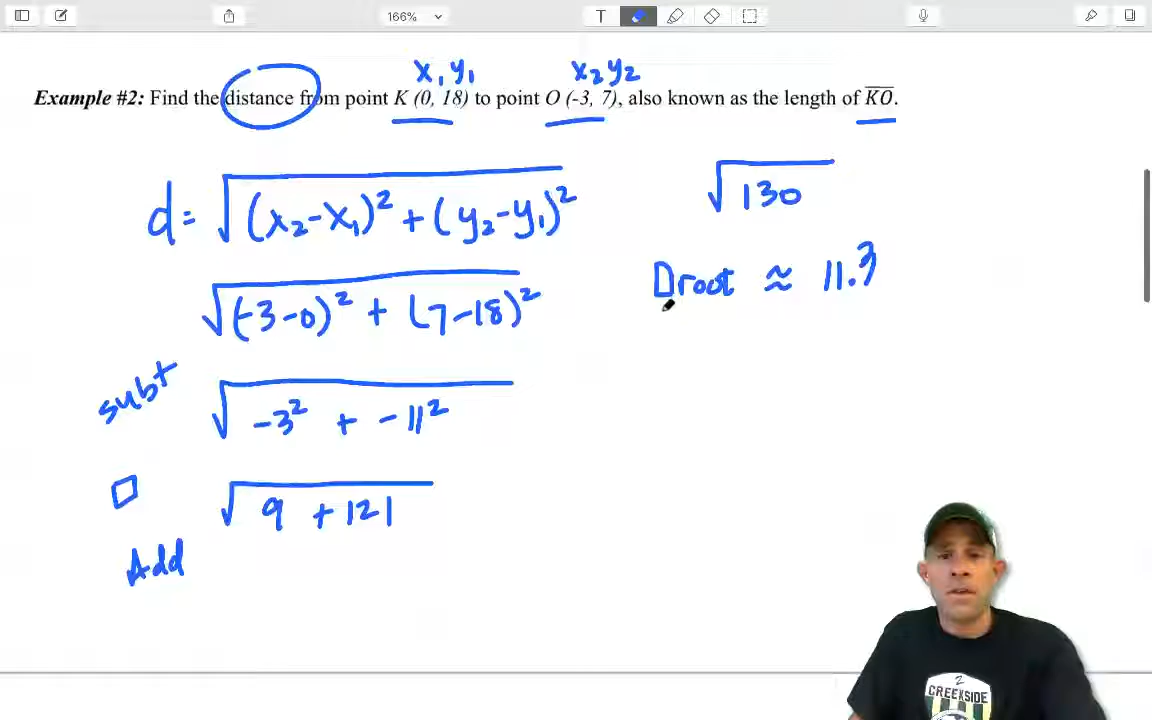 166%
T
x₁ y₁ x₂ y₂
Example #2: Find the distance from point K (0, 18) to point O (-3, 7), also known as the length of KO.
d = √(x₂-x₁)² + (y₂-y₁)²
√(-3-0)² + (7-18)²
subt √-3² + -11²
□ √9 + 121
Add
√130
□root ≈ 11.3
2
CREEKSIDE